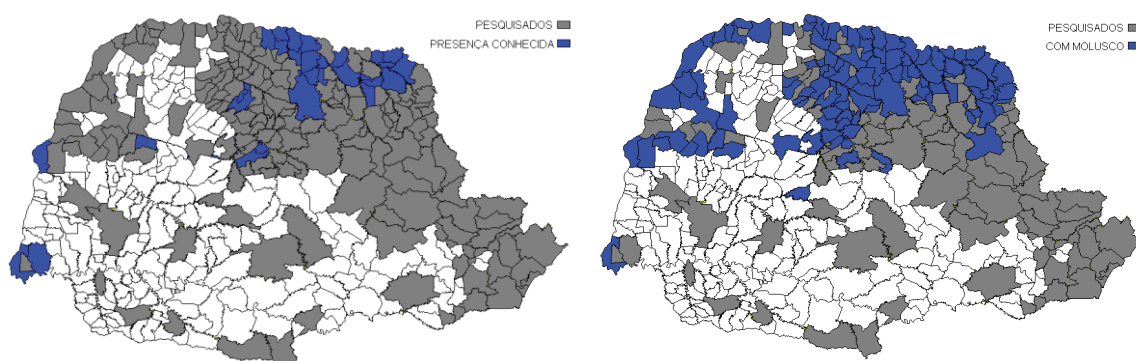 PESQUISADOS
PRESENÇA CONHECIDA
PESQUISADOS
COM MOLUSCO